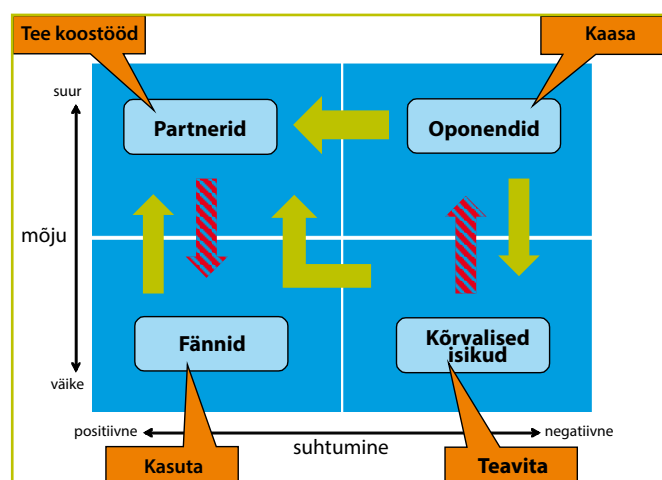 Tee koostööd
Kaasa
suur
Partnerid
Oponendid
mõju
Fännid
Kõrvalised
isikud
väike
positiivne
suhtumine
negatiivne
Kasuta
Teavita